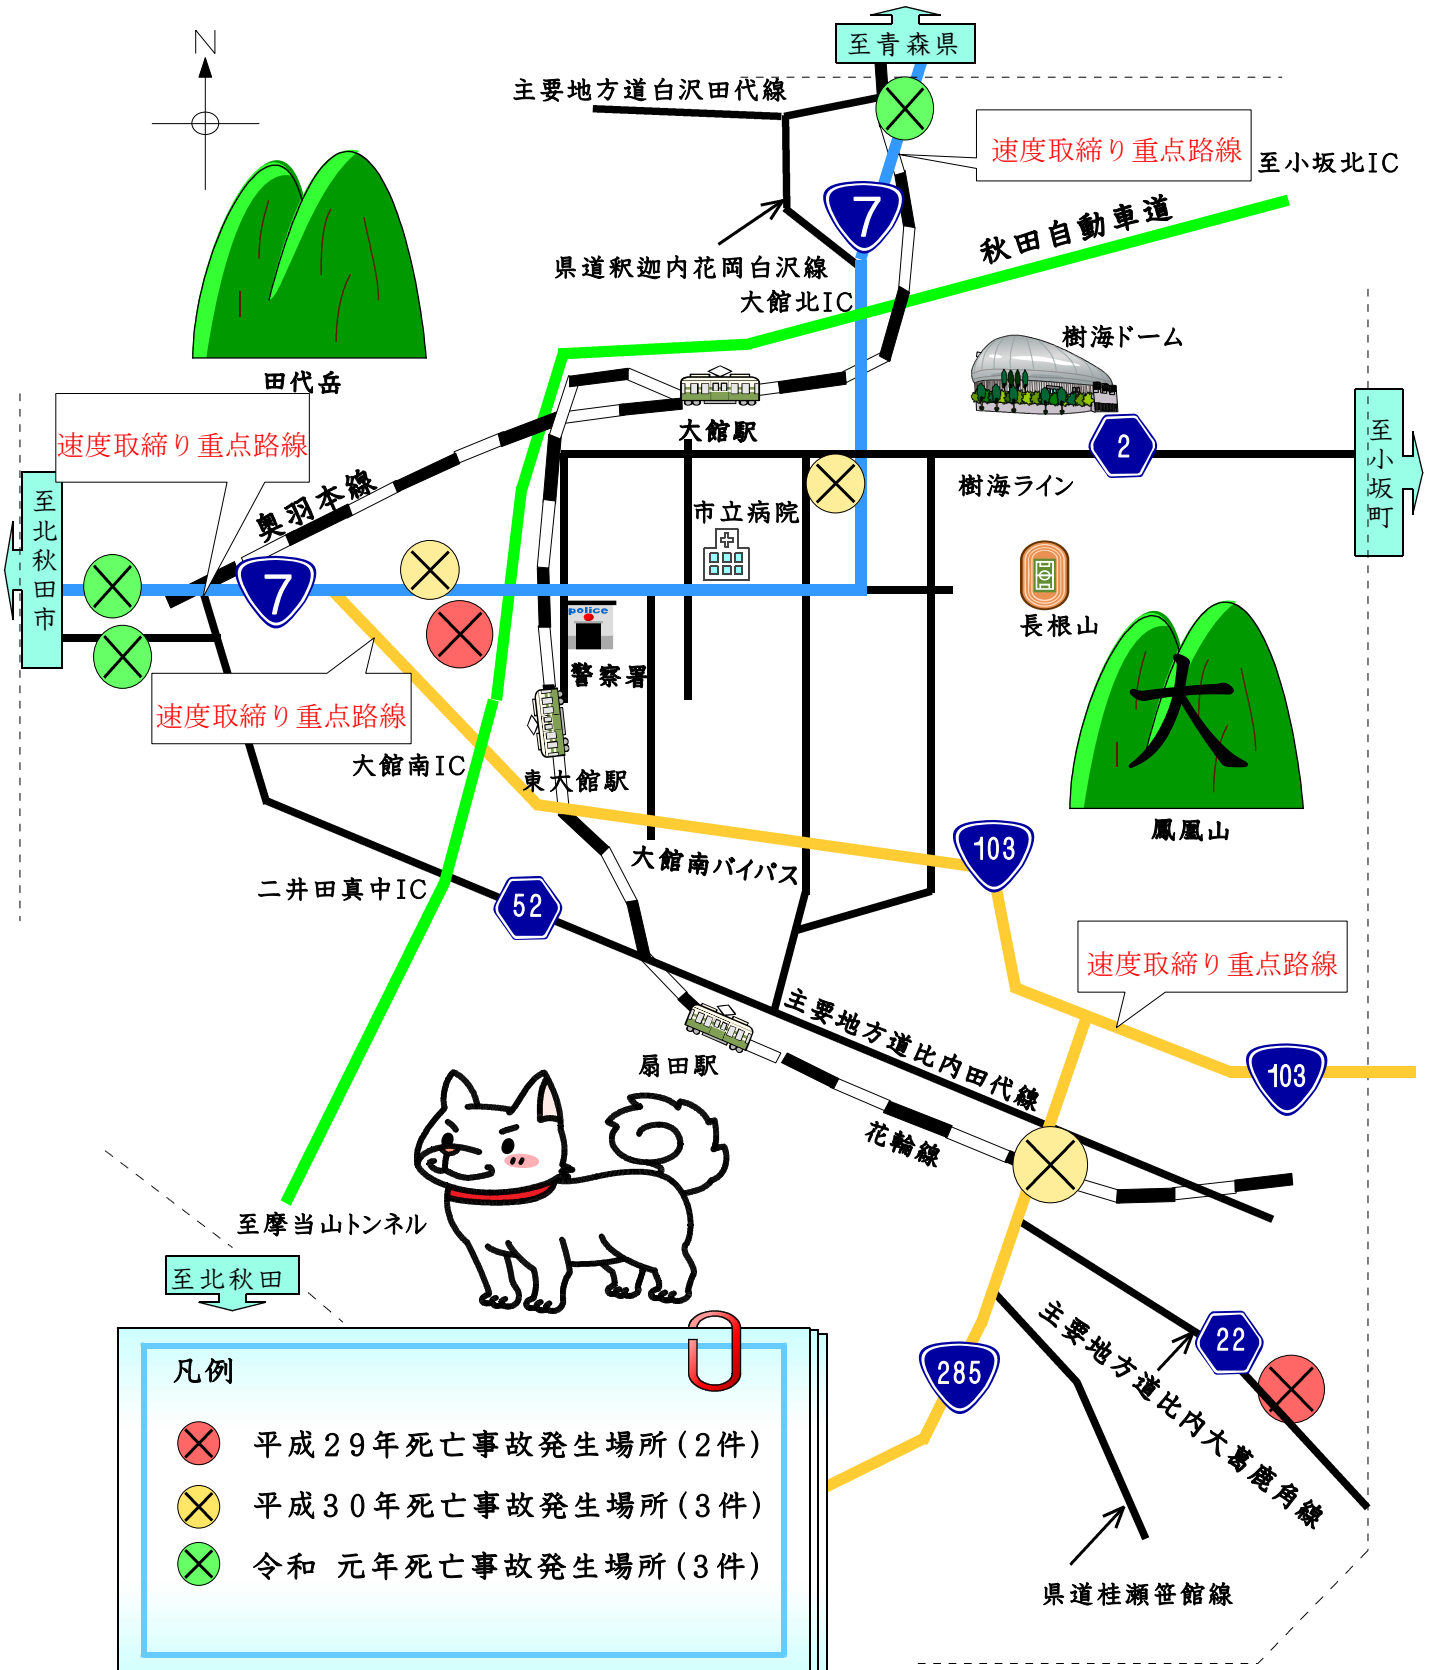 N
至青森県
主要地方道白沢田代線
速度取締り重点路線
至小坂北IC
7
秋田自動車道
県道釈迦内花岡白沢線
大館北IC
樹海ドーム
田代岳
速度取締り重点路線
大館駅
2
至小坂町
奥羽本線
樹海ライン
至北秋田市
市立病院
7
police
長根山
警察署
大
速度取締り重点路線
大館南IC
東大館駅
鳳凰山
103
大館南バイパス
二井田真中IC
52
速度取締り重点路線
主要地方道比内田代線
扇田駅
103
花輪線
至摩当山トンネル
至北秋田
主要地方道比内大葛鹿角線
22
285
県道桂瀬笹館線
凡例
平成29年死亡事故発生場所(2件)
平成30年死亡事故発生場所(3件)
令和 元年死亡事故発生場所(3件)